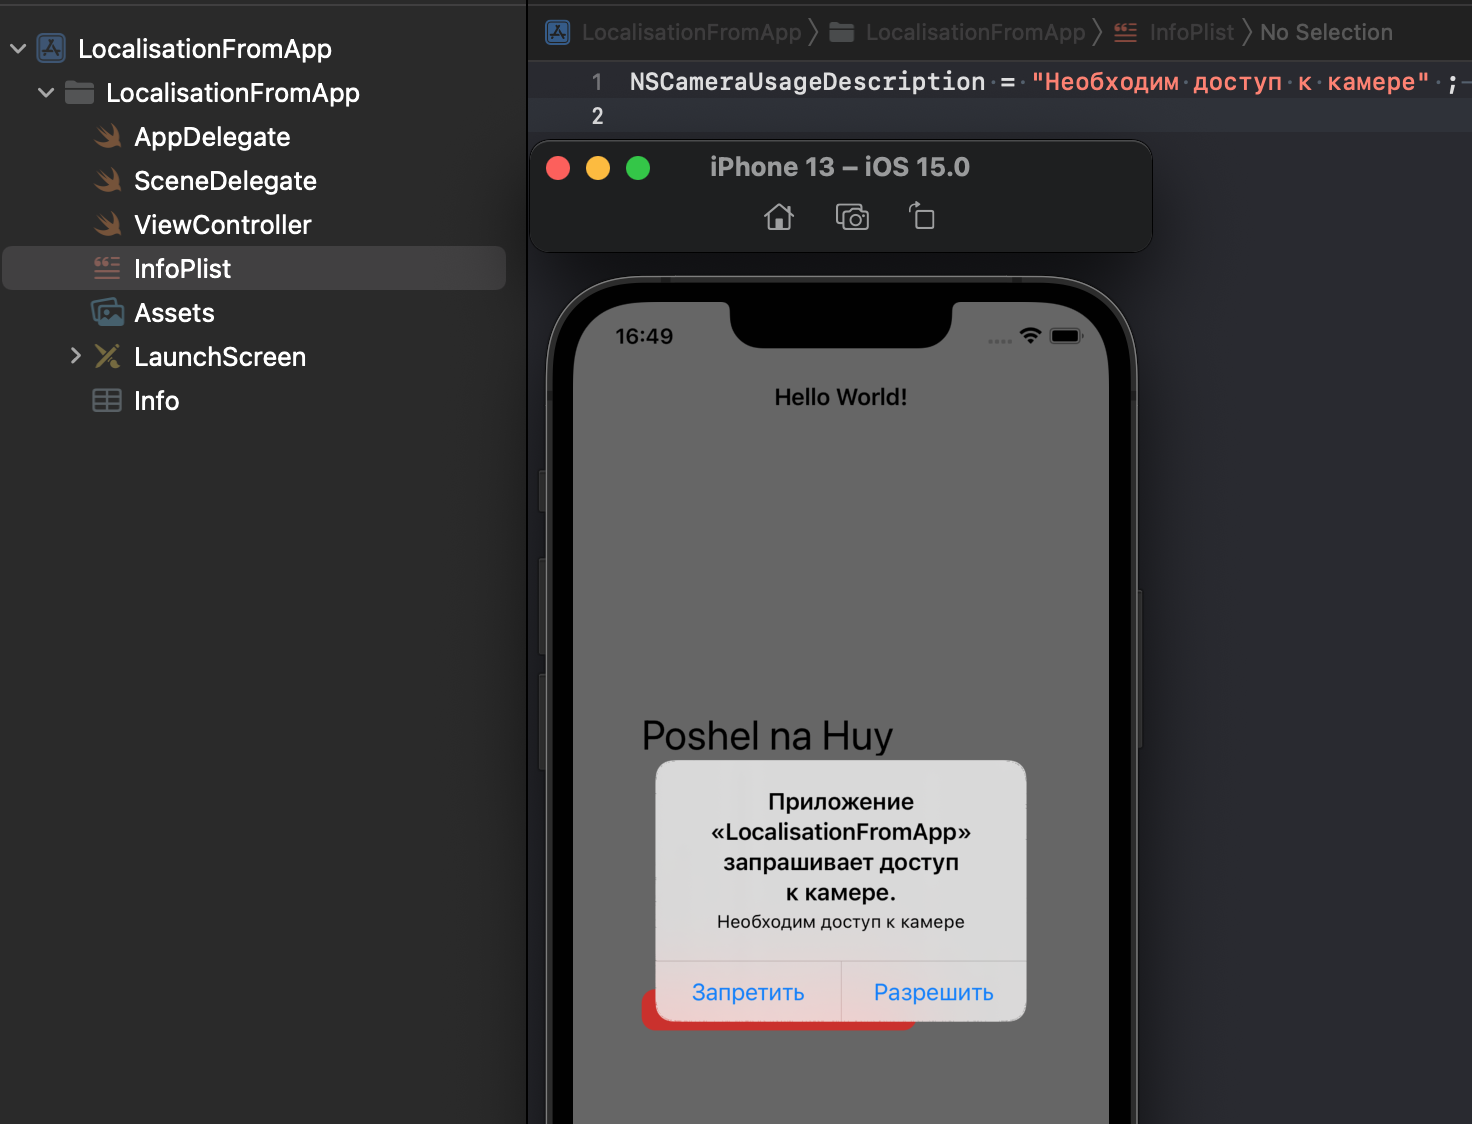 LocalisationFromApp
LocalisationFromApp
AppDelegate
SceneDelegate
ViewController
InfoPlist
Assets
LaunchScreen
Info
LocalisationFromApp LocalisationFromApp InfoPlist No Selection
1 NSCameraUsageDescription = "Необходим доступ к камере" ;
2
iPhone 13 – iOS 15.0
16:49
Hello World!
Poshel na Huy
Приложение
«LocalisationFromApp»
запрашивает доступ
к камере.
Необходим доступ к камере
Запретить Разрешить